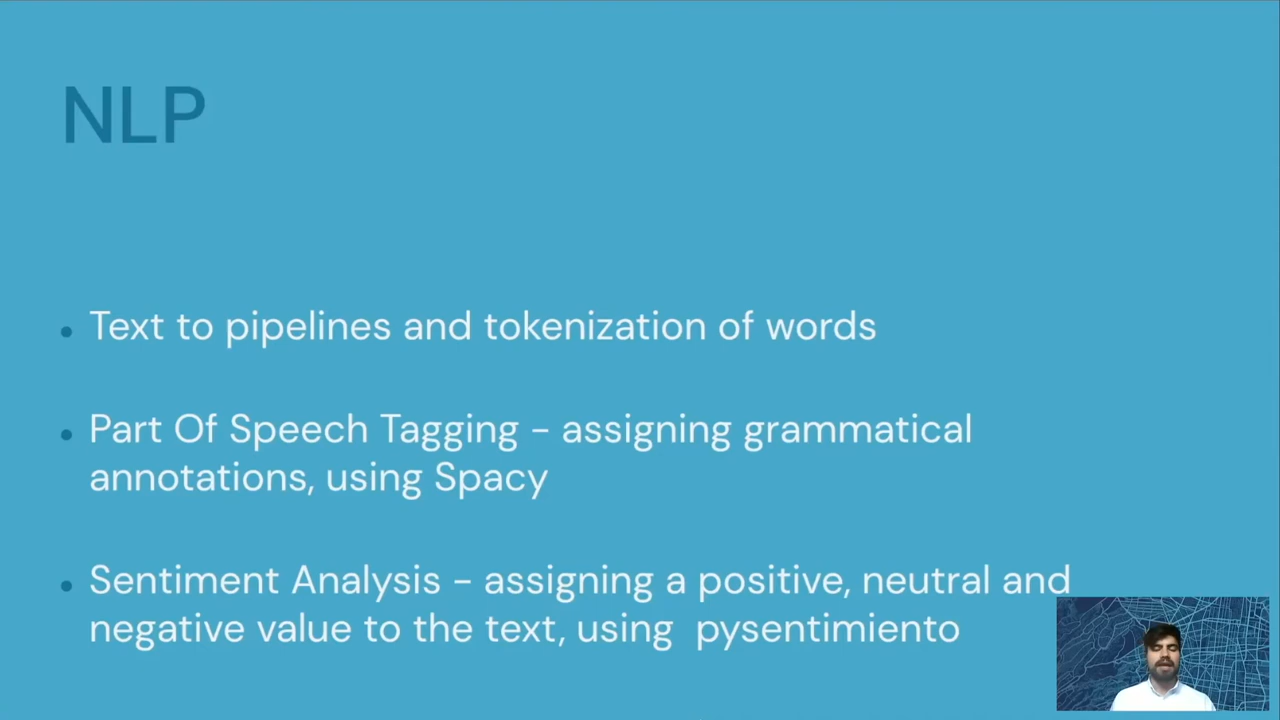 NLP
• Text to pipelines and tokenization of words
• Part Of Speech Tagging - assigning grammatical
annotations, using Spacy
• Sentiment Analysis - assigning a positive, neutral and
negative value to the text, using  pysentimiento